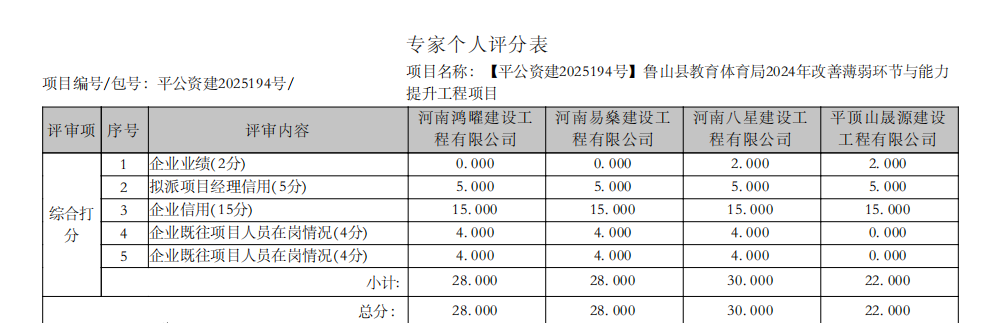 专家个人评分表
项目编号/包号: 平公资建2025194号/
项目名称: 【平公资建2025194号】鲁山县教育体育局2024年改善薄弱环节与能力
提升工程项目
评审项 序号 评审内容 河南鸿曜建设工程有限公司 河南易燊建设工程有限公司 河南八星建设工程有限公司 平顶山晟源建设工程有限公司
综合打分
1 企业业绩(2分) 0.000 0.000 2.000 2.000
2 拟派项目经理信用(5分) 5.000 5.000 5.000 5.000
3 企业信用(15分) 15.000 15.000 15.000 15.000
4 企业既往项目人员在岗情况(4分) 4.000 4.000 4.000 0.000
5 企业既往项目人员在岗情况(4分) 4.000 4.000 4.000 0.000
小计: 28.000 28.000 30.000 22.000
总分: 28.000 28.000 30.000 22.000